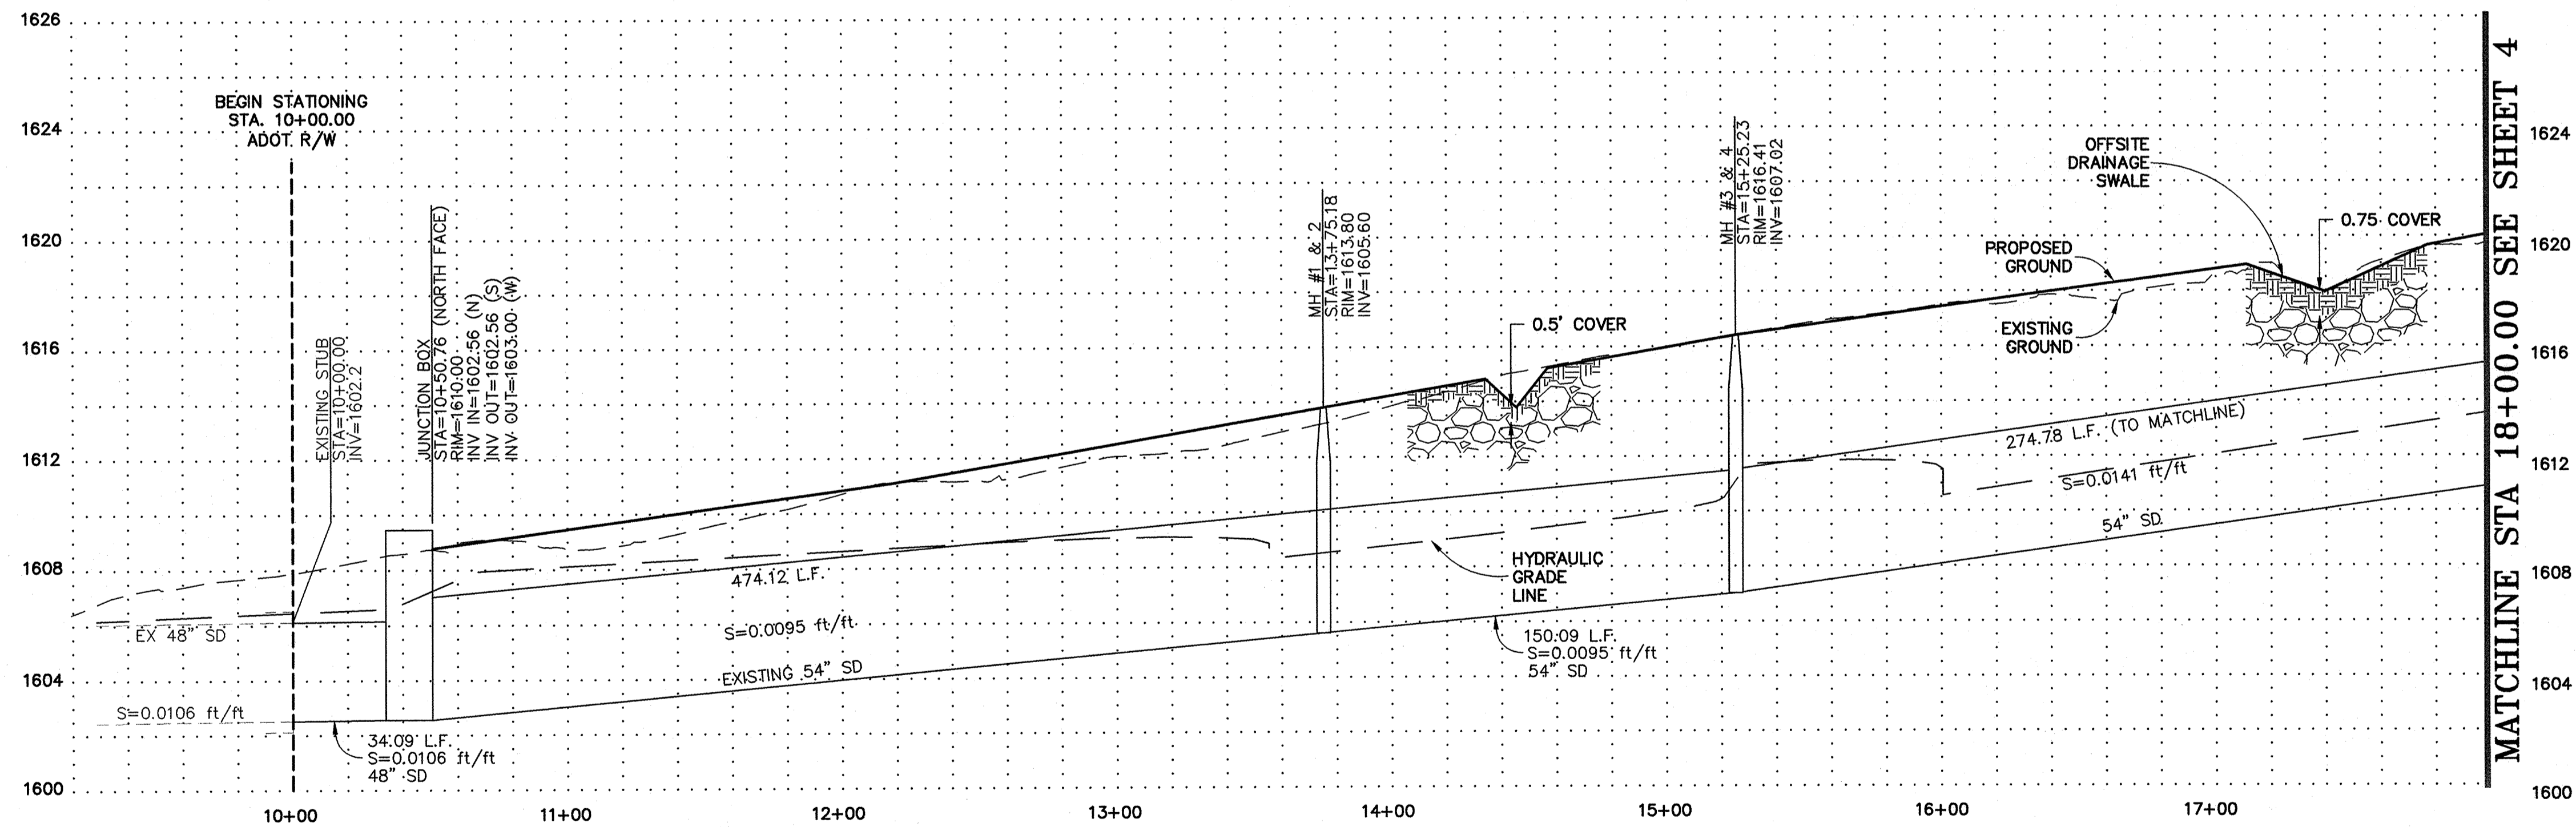 1626
1624
1620
1616
1612
1608
1604
1600
BEGIN STATIONING
STA. 10+00.00
ADOT R/W
EXISTING STUB
STA=10+00.00
INV=1602.2
JUNCTION BOX
STA=10+50.76 (NORTH FACE)
RIM=1610.00
INV IN=1602.56 (N)
INV OUT=1602.56 (S)
INV OUT=1603.00 (W)
EX 48" SD
S=0.0106 ft/ft
34.09 L.F.
S=0.0106 ft/ft
48" SD
474.12 L.F.
S=0.0095 ft/ft
EXISTING 54" SD
MH #1 & 2
STA=13+75.18
RIM=1613.80
INV=1605.60
0.5' COVER
HYDRAULIC
GRADE
LINE
150.09 L.F.
S=0.0095 ft/ft
54" SD
MH #3 & 4
STA=15+25.23
RIM=1616.41
INV=1607.02
PROPOSED
GROUND
EXISTING
GROUND
OFFSITE
DRAINAGE
SWALE
0.75 COVER
274.78 L.F. (TO MATCHLINE)
S=0.0141 ft/ft
54" SD
MATCHLINE STA 18+00.00 SEE SHEET 4
1624
1620
1616
1612
1608
1604
1600
10+00
11+00
12+00
13+00
14+00
15+00
16+00
17+00